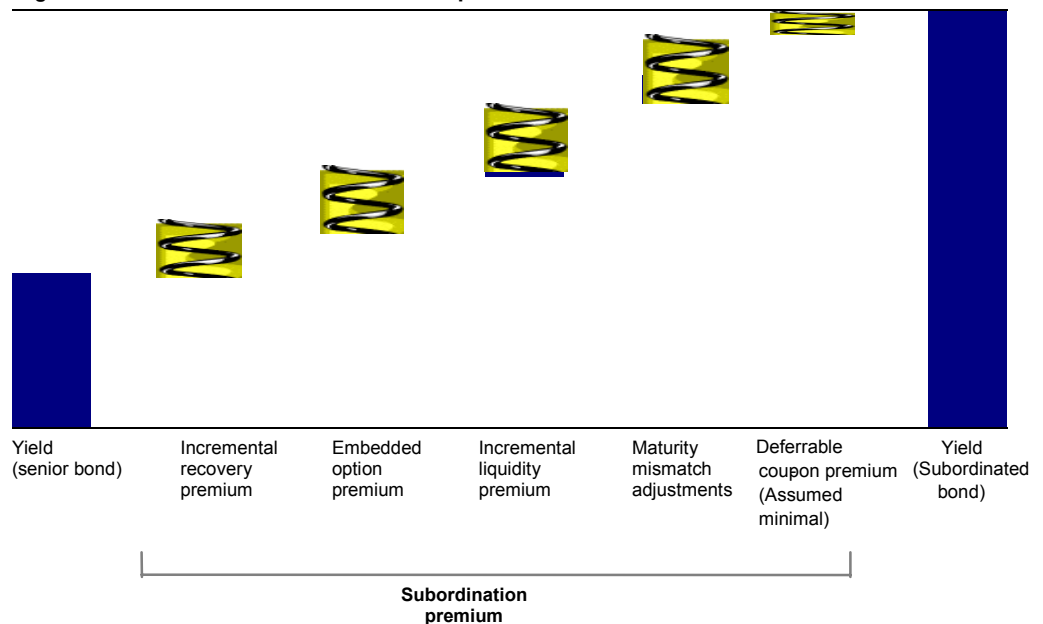 Yield
(senior bond)
Incremental
recovery
premium
Embedded
option
premium
Incremental
liquidity
premium
Maturity
mismatch
adjustments
Deferrable
coupon premium
(Assumed
minimal)
Yield
(Subordinated
bond)
Subordination
premium